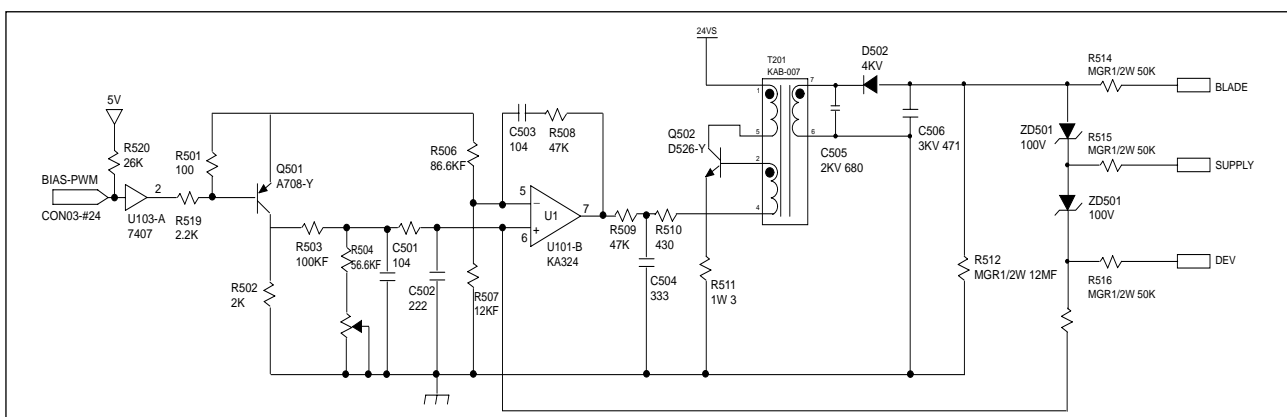 24VS
T201
KAB-007
7
D502
4KV
R514
MGR1/2W 50K
BLADE
5V
1
R520
26K
R501
100
C503
104
R508
47K
Q502
D526-Y
5
6
C506
3KV 471
ZD501
100V
R515
MGR1/2W 50K
R506
86.6KF
C505
2KV 680
Q501
A708-Y
SUPPLY
BIAS-PWM
CON03-#24
2
U103-A
7407
R519
2.2K
5
−
U1
7
6
+
U101-B
KA324
2
4
ZD501
100V
R503
100KF
R504
56.6KF
C501
104
C502
222
R509
47K
R510
430
C504
333
R511
1W 3
R512
MGR1/2W 12MF
DEV
R516
MGR1/2W 50K
R502
2K
R507
12KF